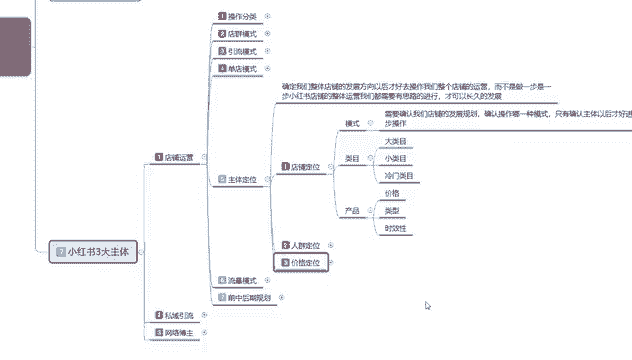 1 操作分类
2 店群模式
3 引流模式
4 单店模式
确定我们整体店铺的发展方向以后才好去操作我们整个店铺的运营，而不是做一步是一
步小红书店铺的整体运营我们都需要有思路的进行，才可以长久的发展
需要确认我们店铺的发展规划，确认操作哪一种模式，只有确认主体以后才好进
步操作
模式
大类目
1 店铺运营
类目
小类目
1 店铺定位
冷门类目
5 主体定位
价格
产品
类型
时效性
2 人群定位
7 小红书3大主体
3 价格定位
6 流量模式
7 前中后期规划
2 私域引流
3 网络博主